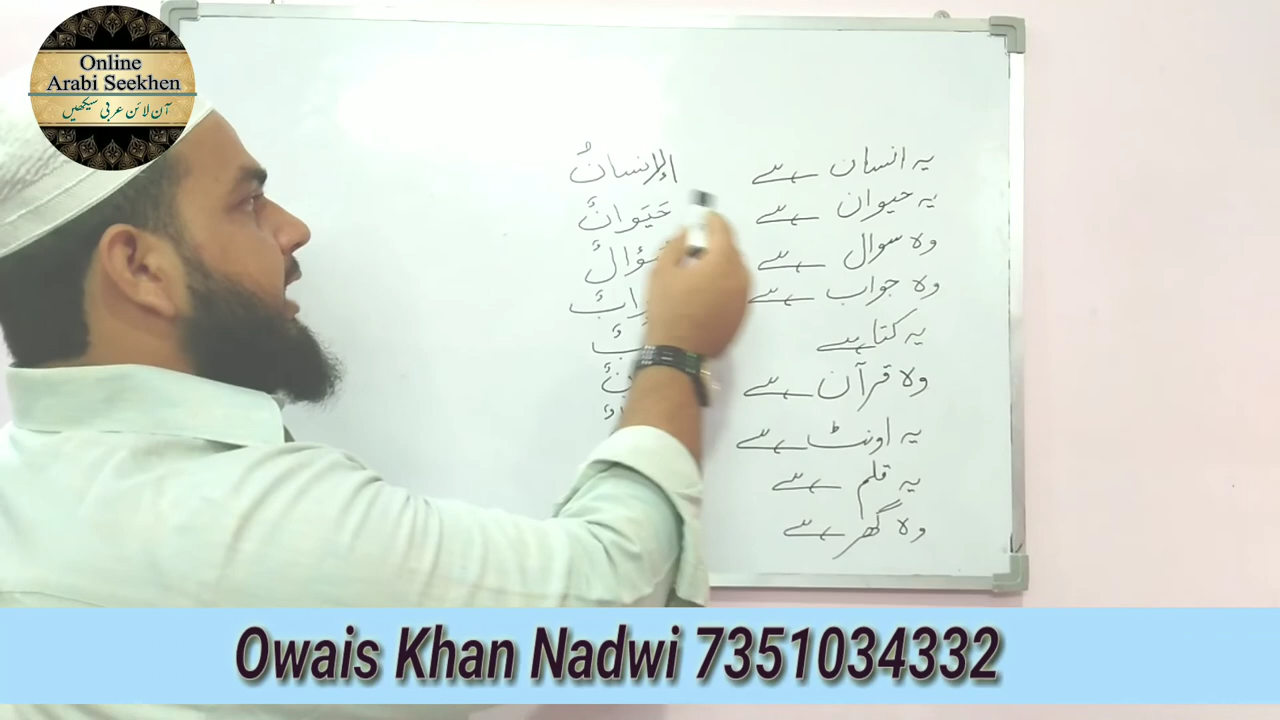 Online
Arabi Seekhen
آن لائن عربی سیکھیں
یہ انسان ہے الإنسانُ
یہ حیوان ہے حَيَوانٌ
وہ سوال ہے سُؤالٌ
وہ جواب ہے
یہ کتا ہے
وہ قرآن ہے
یہ اونٹ ہے
یہ قلم ہے
وہ گھر ہے
Owais Khan Nadwi 7351034332